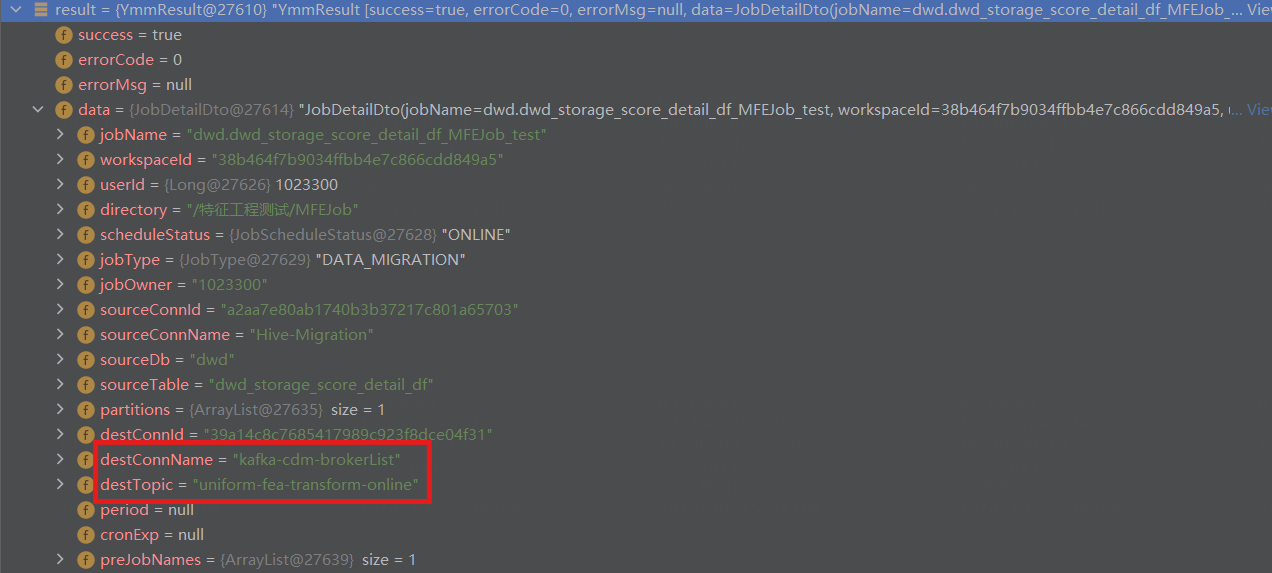 result = {YmmResult@27610} "YmmResult [success=true, errorCode=0, errorMsg=null, data=JobDetailDto(jobName=dwd.dwd_storage_score_detail_df_MFEJob_... View
f success = true
f errorCode = 0
f errorMsg = null
f data = {JobDetailDto@27614} "JobDetailDto(jobName=dwd.dwd_storage_score_detail_df_MFEJob_test, workspaceId=38b464f7b9034ffbb4e7c866cdd849a5, ... View
f jobName = "dwd.dwd_storage_score_detail_df_MFEJob_test"
f workspaceId = "38b464f7b9034ffbb4e7c866cdd849a5"
f userId = {Long@27626} 1023300
f directory = "/特征工程测试/MFEJob"
f scheduleStatus = {JobScheduleStatus@27628} "ONLINE"
f jobType = {JobType@27629} "DATA_MIGRATION"
f jobOwner = "1023300"
f sourceConnId = "a2aa7e80ab1740b3b37217c801a65703"
f sourceConnName = "Hive-Migration"
f sourceDb = "dwd"
f sourceTable = "dwd_storage_score_detail_df"
f partitions = {ArrayList@27635} size = 1
f destConnId = "39a14c8c7685417989c923f8dce04f31"
f destConnName = "kafka-cdm-brokerList"
f destTopic = "uniform-fea-transform-online"
f period = null
f cronExp = null
f preJobNames = {ArrayList@27639} size = 1